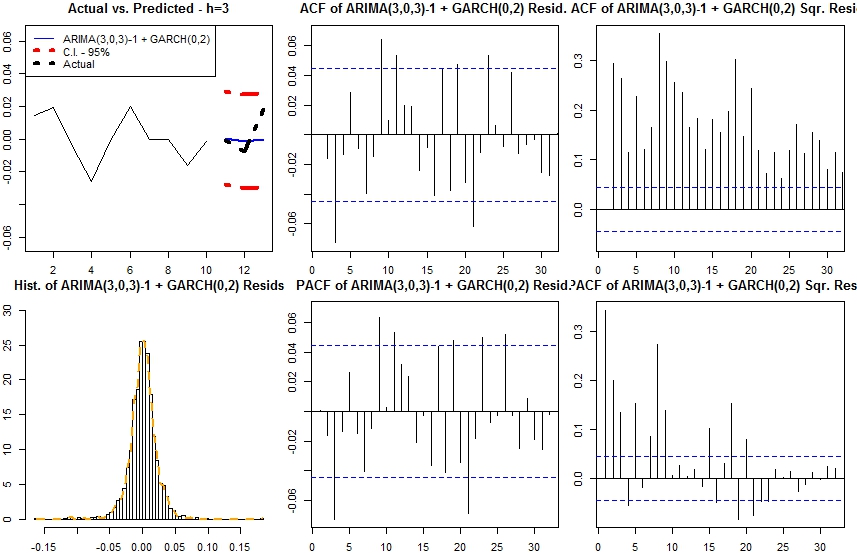 Actual vs. Predicted - h=3
ARIMA(3,0,3)-1 + GARCH(0,2)
C.I. - 95%
Actual
-0.06 -0.02 0.00 0.02 0.04 0.06
2 4 6 8 10 12
ACF of ARIMA(3,0,3)-1 + GARCH(0,2) Resid.
-0.06 -0.02 0.02 0.04 0.06
0 5 10 15 20 25 30
ACF of ARIMA(3,0,3)-1 + GARCH(0,2) Sqr. Res
0.0 0.1 0.2 0.3
0 5 10 15 20 25 30
Hist. of ARIMA(3,0,3)-1 + GARCH(0,2) Resids
0 5 10 15 20 25 30
-0.15 -0.05 0.00 0.05 0.10 0.15
PACF of ARIMA(3,0,3)-1 + GARCH(0,2) Resid.
-0.06 -0.02 0.02 0.04 0.06
0 5 10 15 20 25 30
PACF of ARIMA(3,0,3)-1 + GARCH(0,2) Sqr. Res
0.0 0.1 0.2 0.3
0 5 10 15 20 25 30